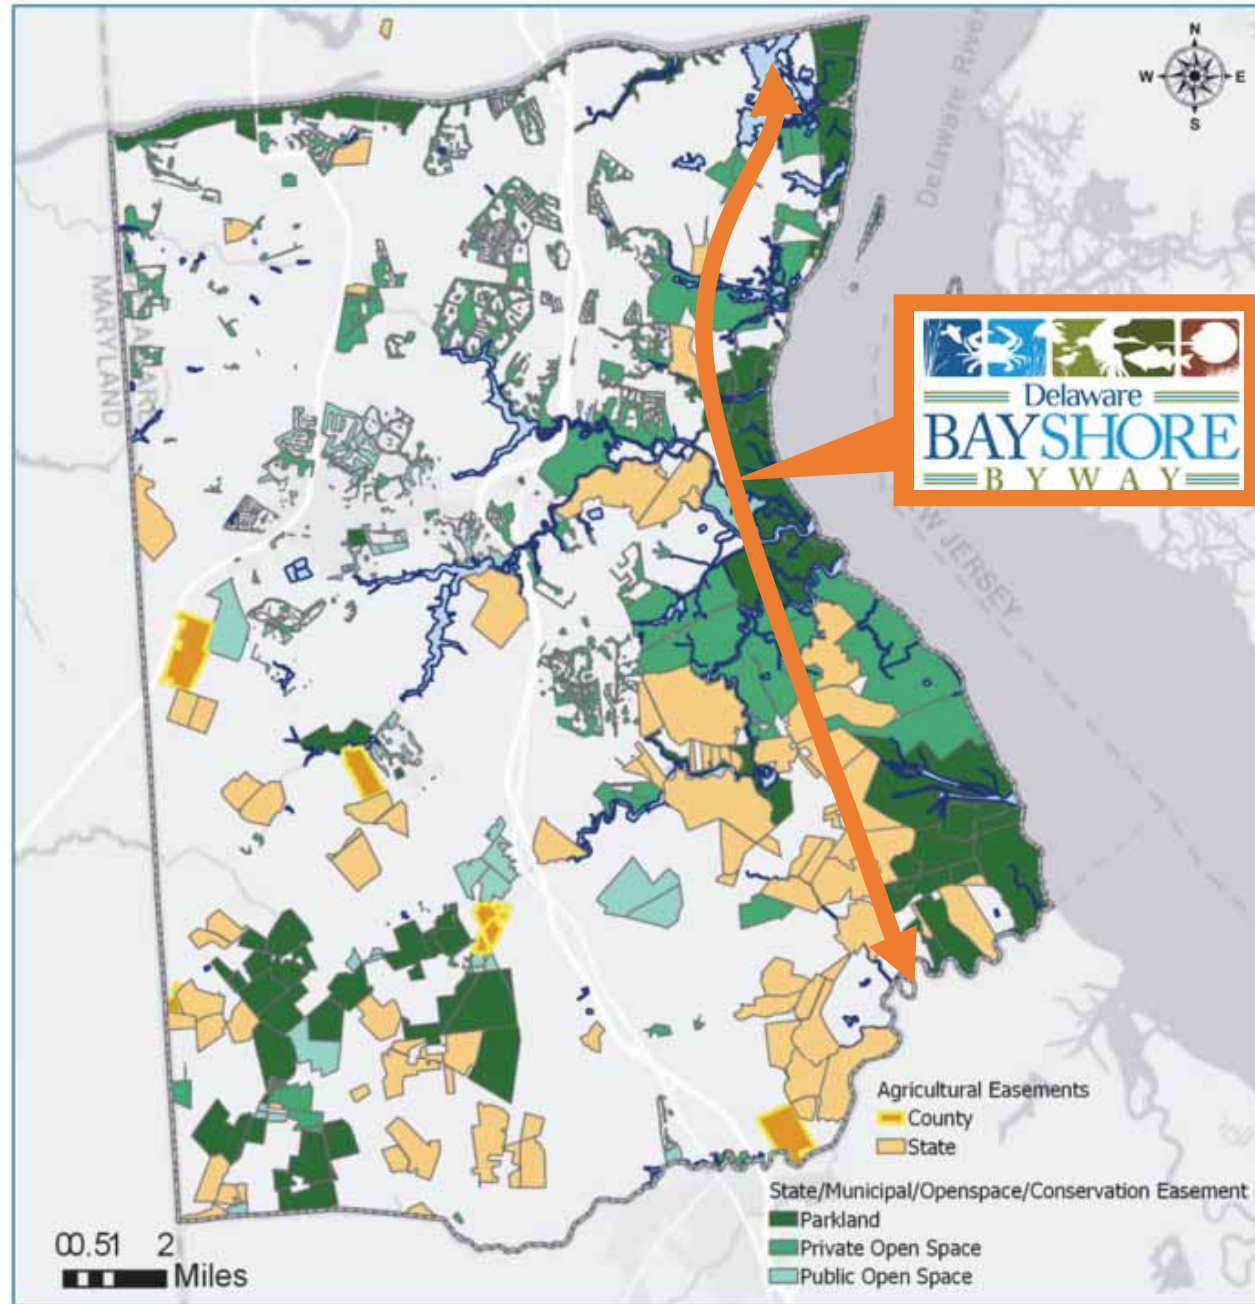 N
W E
S
Delaware River
MARYLAND
Delaware
BAYSHORE
BYWAY
JERSEY
Agricultural Easements
County
State
State/Municipal/Openspace/Conservation Easement
Parkland
Private Open Space
Public Open Space
00.51 2
Miles